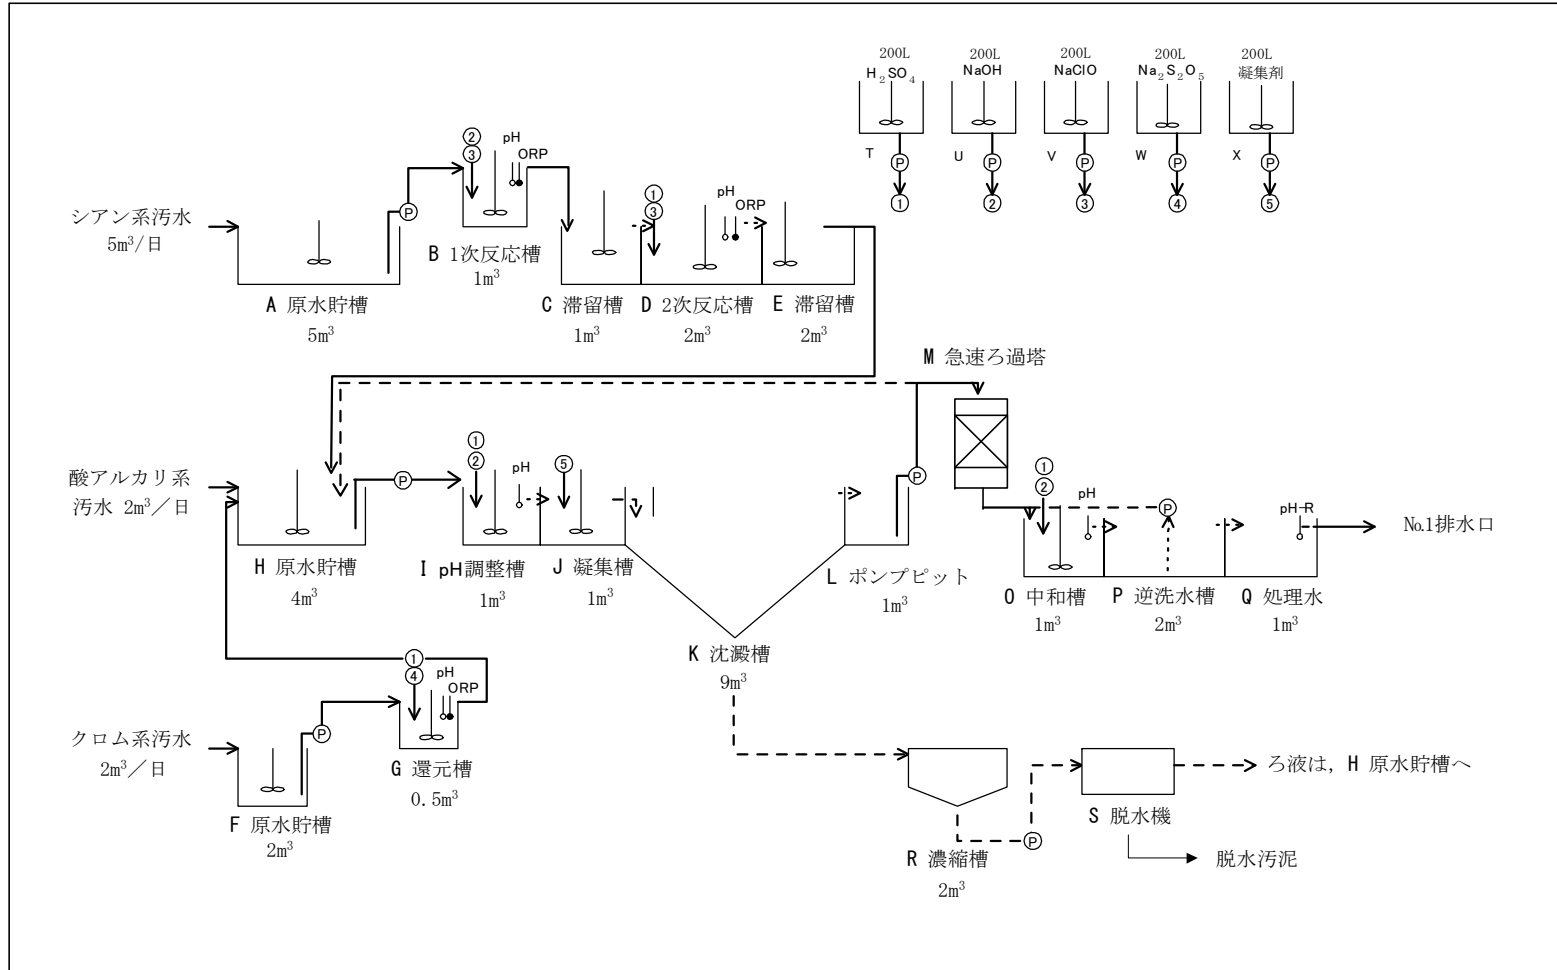 200L
H2SO4
200L
NaOH
200L
NaClO
200L
Na2S2O5
200L
凝集剤
T
P
①
U
P
②
V
P
③
W
P
④
X
P
⑤
シアン系汚水
5m³/日
A 原水貯槽
5m³
P
②
③
pH
ORP
B 1次反応槽
1m³
C 滞留槽
1m³
①
③
pH
ORP
D 2次反応槽
2m³
E 滞留槽
2m³
M 急速ろ過塔
酸アルカリ系
汚水 2m³／日
H 原水貯槽
4m³
P
①
②
pH
I pH調整槽
1m³
⑤
J 凝集槽
1m³
K 沈澱槽
9m³
P
L ポンプピット
1m³
①
②
pH
O 中和槽
1m³
P
P 逆洗水槽
2m³
pH-R
Q 処理水
1m³
No.1排水口
クロム系汚水
2m³／日
F 原水貯槽
2m³
P
①
④
pH
ORP
G 還元槽
0.5m³
R 濃縮槽
2m³
P
S 脱水機
ろ液は，H 原水貯槽へ
脱水汚泥